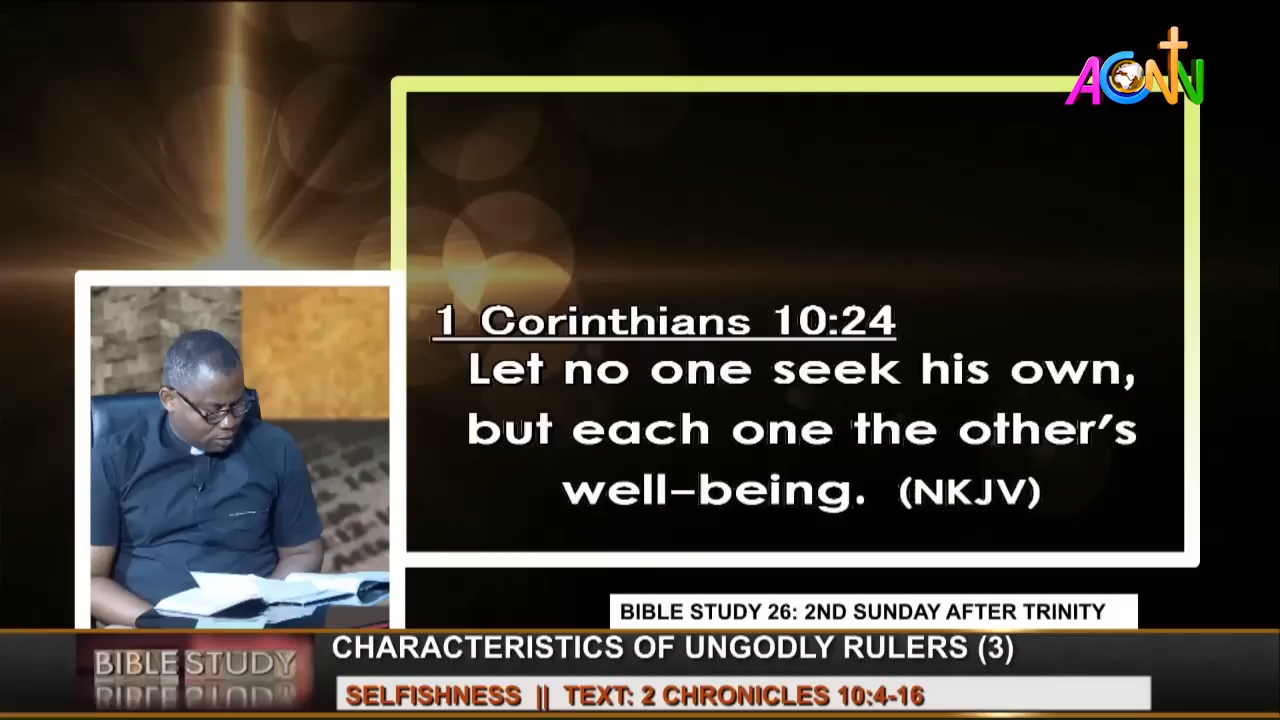 ACNN
1 Corinthians 10:24
Let no one seek his own,
but each one the other's
well-being. (NKJV)
BIBLE STUDY 26: 2ND SUNDAY AFTER TRINITY
CHARACTERISTICS OF UNGODLY RULERS (3)
BIBLE STUDY
SELFISHNESS || TEXT: 2 CHRONICLES 10:4-16